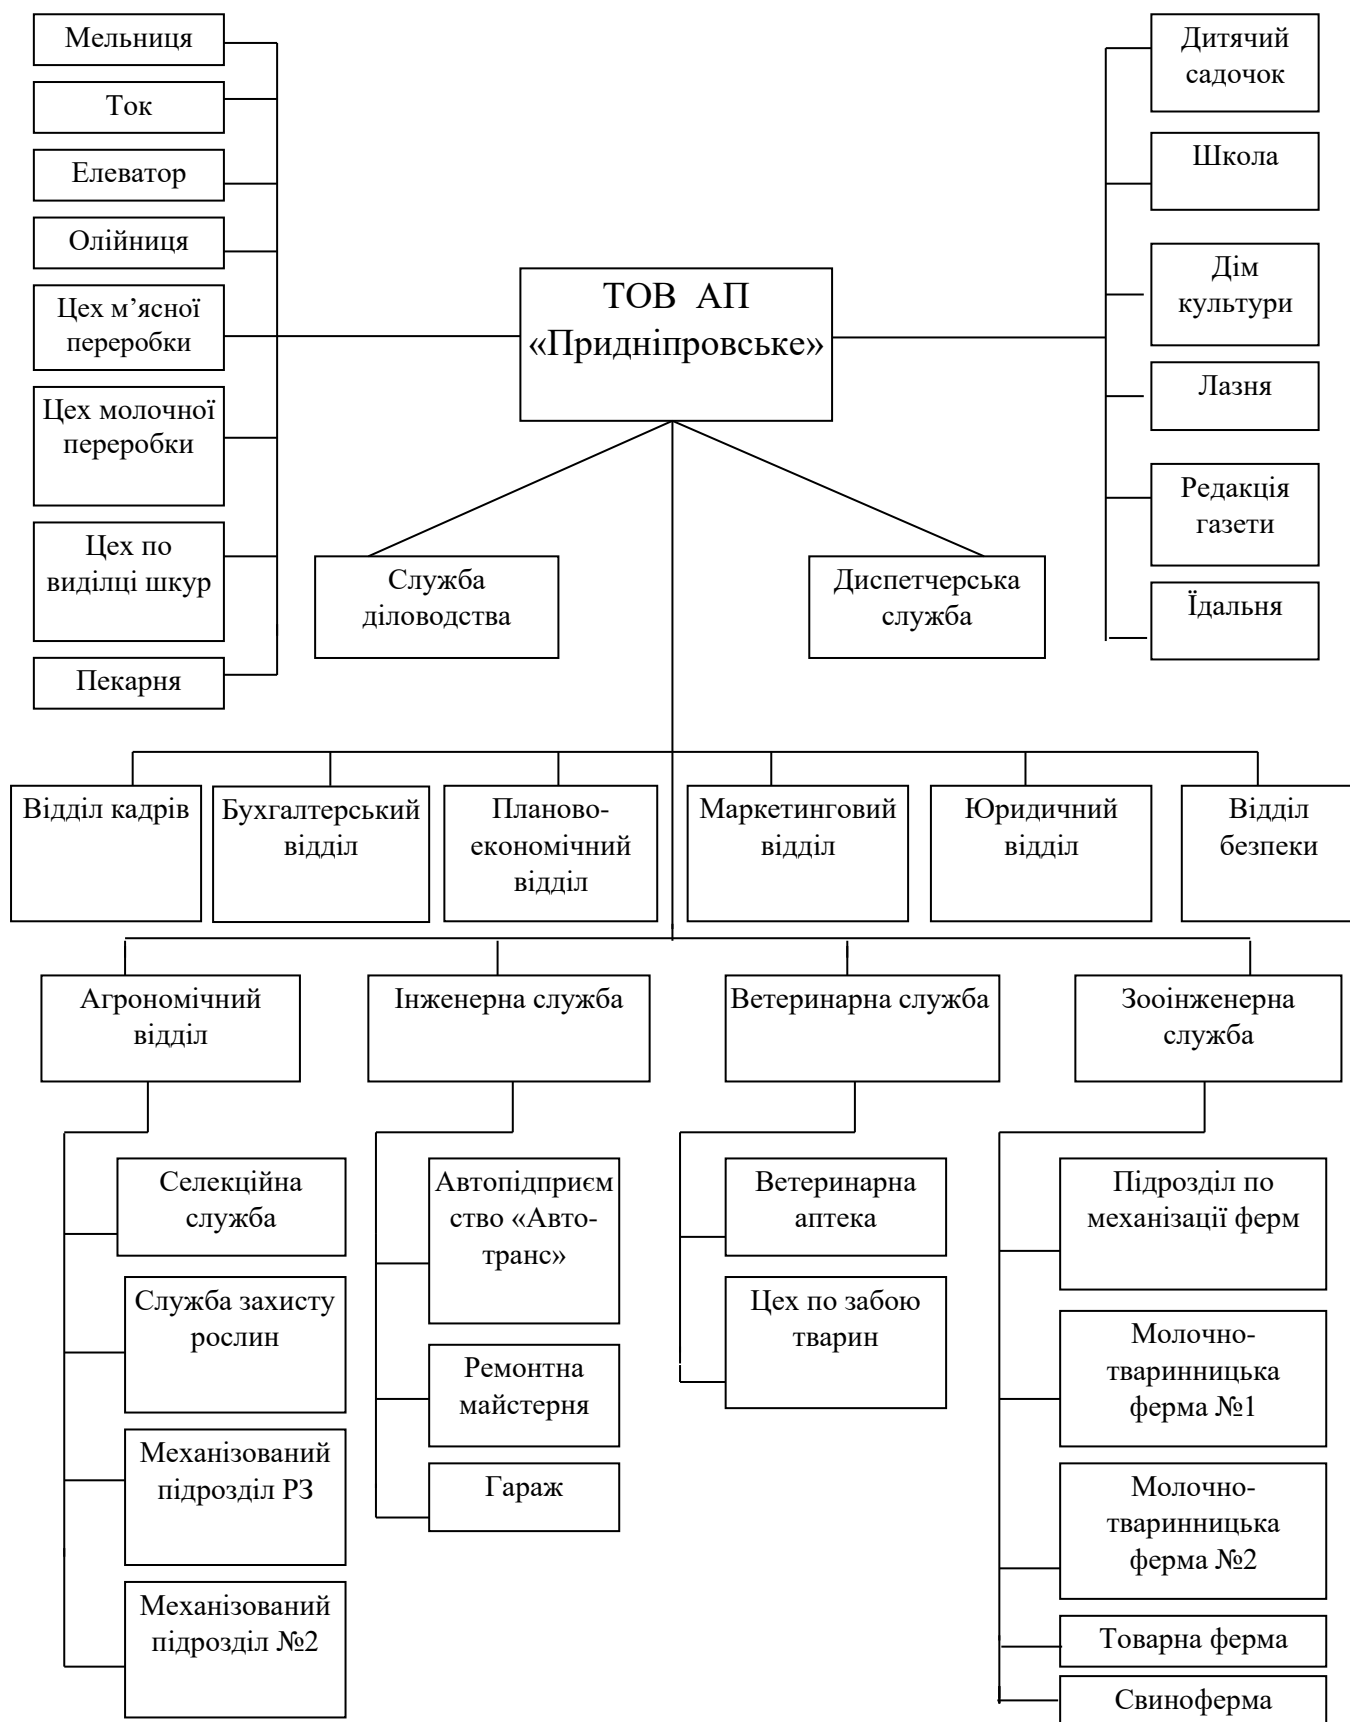 Мельниця
Ток
Елеватор
Олійниця
Цех м’ясної
переробки
Цех молочної
переробки
Цех по
виділці шкур
Пекарня
ТОВ АП
«Придніпровське»
Дитячий
садочок
Школа
Дім
культури
Лазня
Редакція
газети
Їдальня
Служба
діловодства
Диспетчерська
служба
Відділ кадрів
Бухгалтерський
відділ
Планово-
економічний
відділ
Маркетинговий
відділ
Юридичний
відділ
Відділ
безпеки
Агрономічний
відділ
Інженерна служба
Ветеринарна служба
Зооінженерна
служба
Селекційна
служба
Служба захисту
рослин
Механізований
підрозділ РЗ
Механізований
підрозділ №2
Автопідприєм
ство «Авто-
транс»
Ремонтна
майстерня
Гараж
Ветеринарна
аптека
Цех по забою
тварин
Підрозділ по
механізації ферм
Молочно-
тваринницька
ферма №1
Молочно-
тваринницька
ферма №2
Товарна ферма
Свиноферма